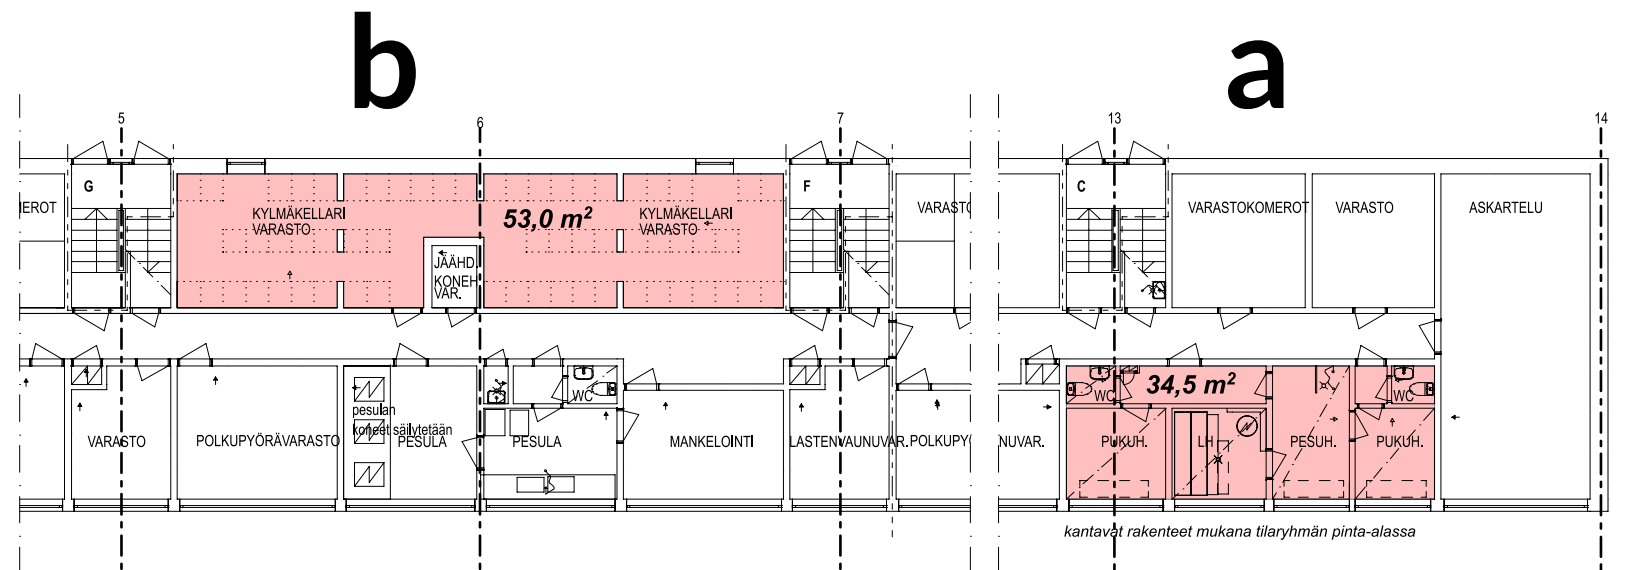 b
a
5
6
7
13
14
G
F
C
KYLMÄKELLARI
VARASTO
53,0 m²
KYLMÄKELLARI
VARASTO
JÄÄHD.
KONEH
VAR.
EROT
VARASTO
VARASTOKOMEROT
VARASTO
ASKARTELU
WC
WC
34,5 m²
WC
pesulan
koneet säilytetään
VARASTO
POLKUPYÖRÄVARASTO
PESULA
PESULA
MANKELOINTI
LASTENVAUNUVAR.
POLKUPY
NUVAR.
PUKUH.
LH
PESUH.
PUKUH.
kantavat rakenteet mukana tilaryhmän pinta-alassa